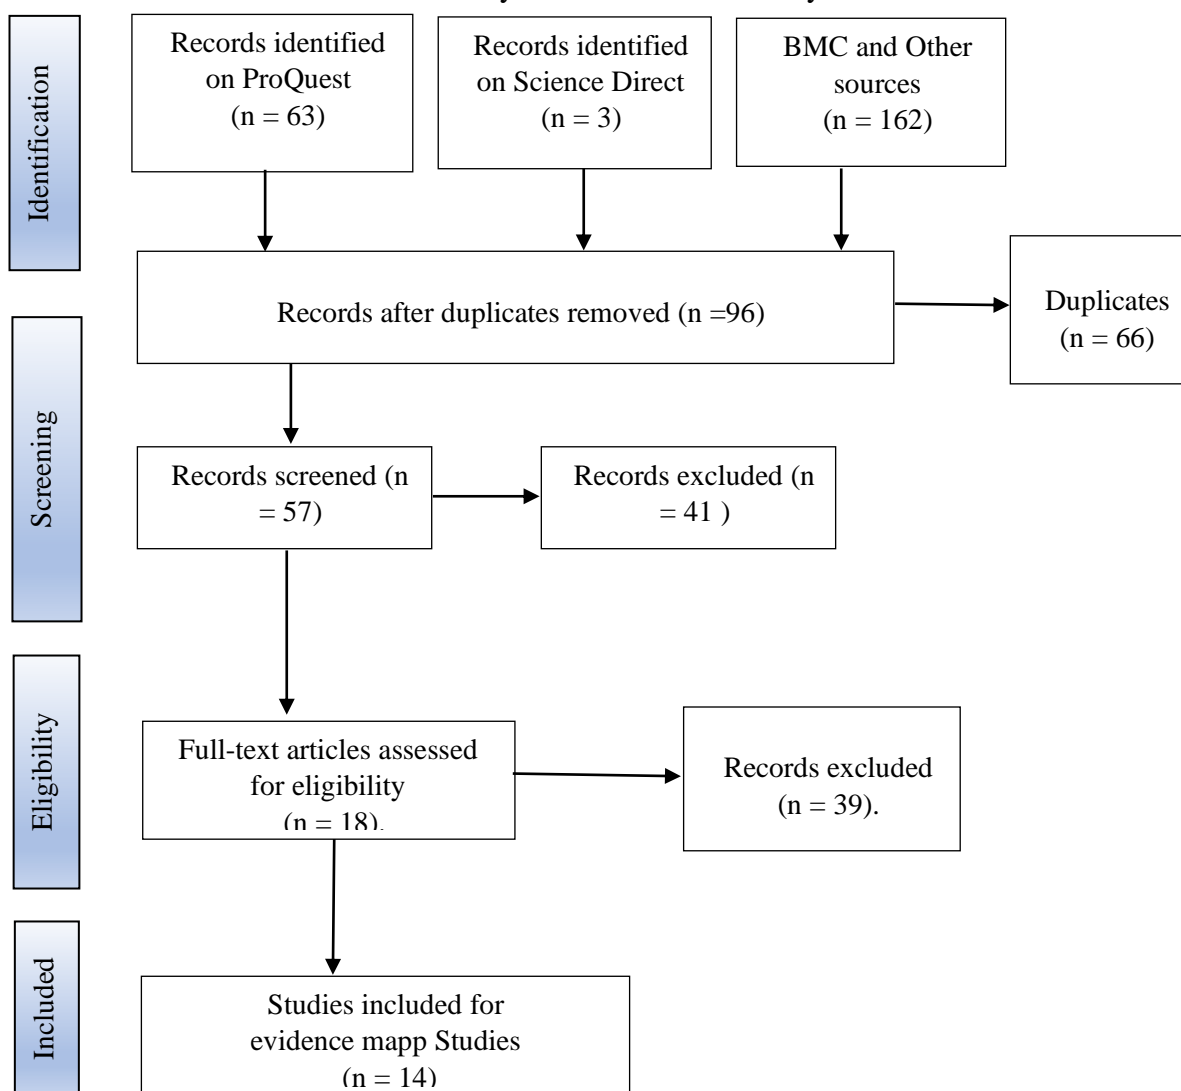 Identification
Records identified
on ProQuest
(n = 63)
Records identified
on Science Direct
(n = 3)
BMC and Other
sources
(n = 162)
Records after duplicates removed (n =96)
Duplicates
(n = 66)
Screening
Records screened (n
= 57)
Records excluded (n
= 41 )
Eligibility
Full-text articles assessed
for eligibility
(n = 18).
Records excluded
(n = 39).
Included
Studies included for
evidence mapp Studies
(n = 14)